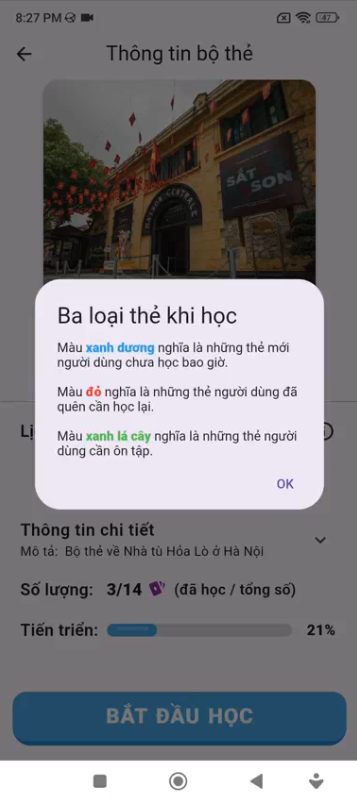 8:27 PM
47
Thông tin bộ thẻ
MAISON CENTRALE
SẮT
SON
Ba loại thẻ khi học
Màu xanh dương nghĩa là những thẻ mới
người dùng chưa học bao giờ.
Màu đỏ nghĩa là những thẻ người dùng đã
quên cần học lại.
Màu xanh lá cây nghĩa là những thẻ người
dùng cần ôn tập.
OK
Thông tin chi tiết
Mô tả: Bộ thẻ về Nhà tù Hỏa Lò ở Hà Nội
Số lượng: 3/14 (đã học / tổng số)
Tiến triển: 21%
BẮT ĐẦU HỌC